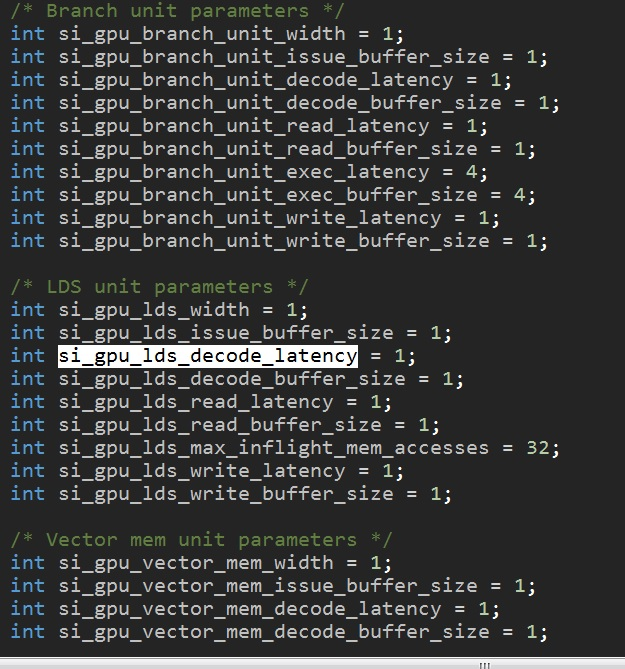 /* Branch unit parameters */
int si_gpu_branch_unit_width = 1;
int si_gpu_branch_unit_issue_buffer_size = 1;
int si_gpu_branch_unit_decode_latency = 1;
int si_gpu_branch_unit_decode_buffer_size = 1;
int si_gpu_branch_unit_read_latency = 1;
int si_gpu_branch_unit_read_buffer_size = 1;
int si_gpu_branch_unit_exec_latency = 4;
int si_gpu_branch_unit_exec_buffer_size = 4;
int si_gpu_branch_unit_write_latency = 1;
int si_gpu_branch_unit_write_buffer_size = 1;
/* LDS unit parameters */
int si_gpu_lds_width = 1;
int si_gpu_lds_issue_buffer_size = 1;
int si_gpu_lds_decode_latency = 1;
int si_gpu_lds_decode_buffer_size = 1;
int si_gpu_lds_read_latency = 1;
int si_gpu_lds_read_buffer_size = 1;
int si_gpu_lds_max_inflight_mem_accesses = 32;
int si_gpu_lds_write_latency = 1;
int si_gpu_lds_write_buffer_size = 1;
/* Vector mem unit parameters */
int si_gpu_vector_mem_width = 1;
int si_gpu_vector_mem_issue_buffer_size = 1;
int si_gpu_vector_mem_decode_latency = 1;
int si_gpu_vector_mem_decode_buffer_size = 1;